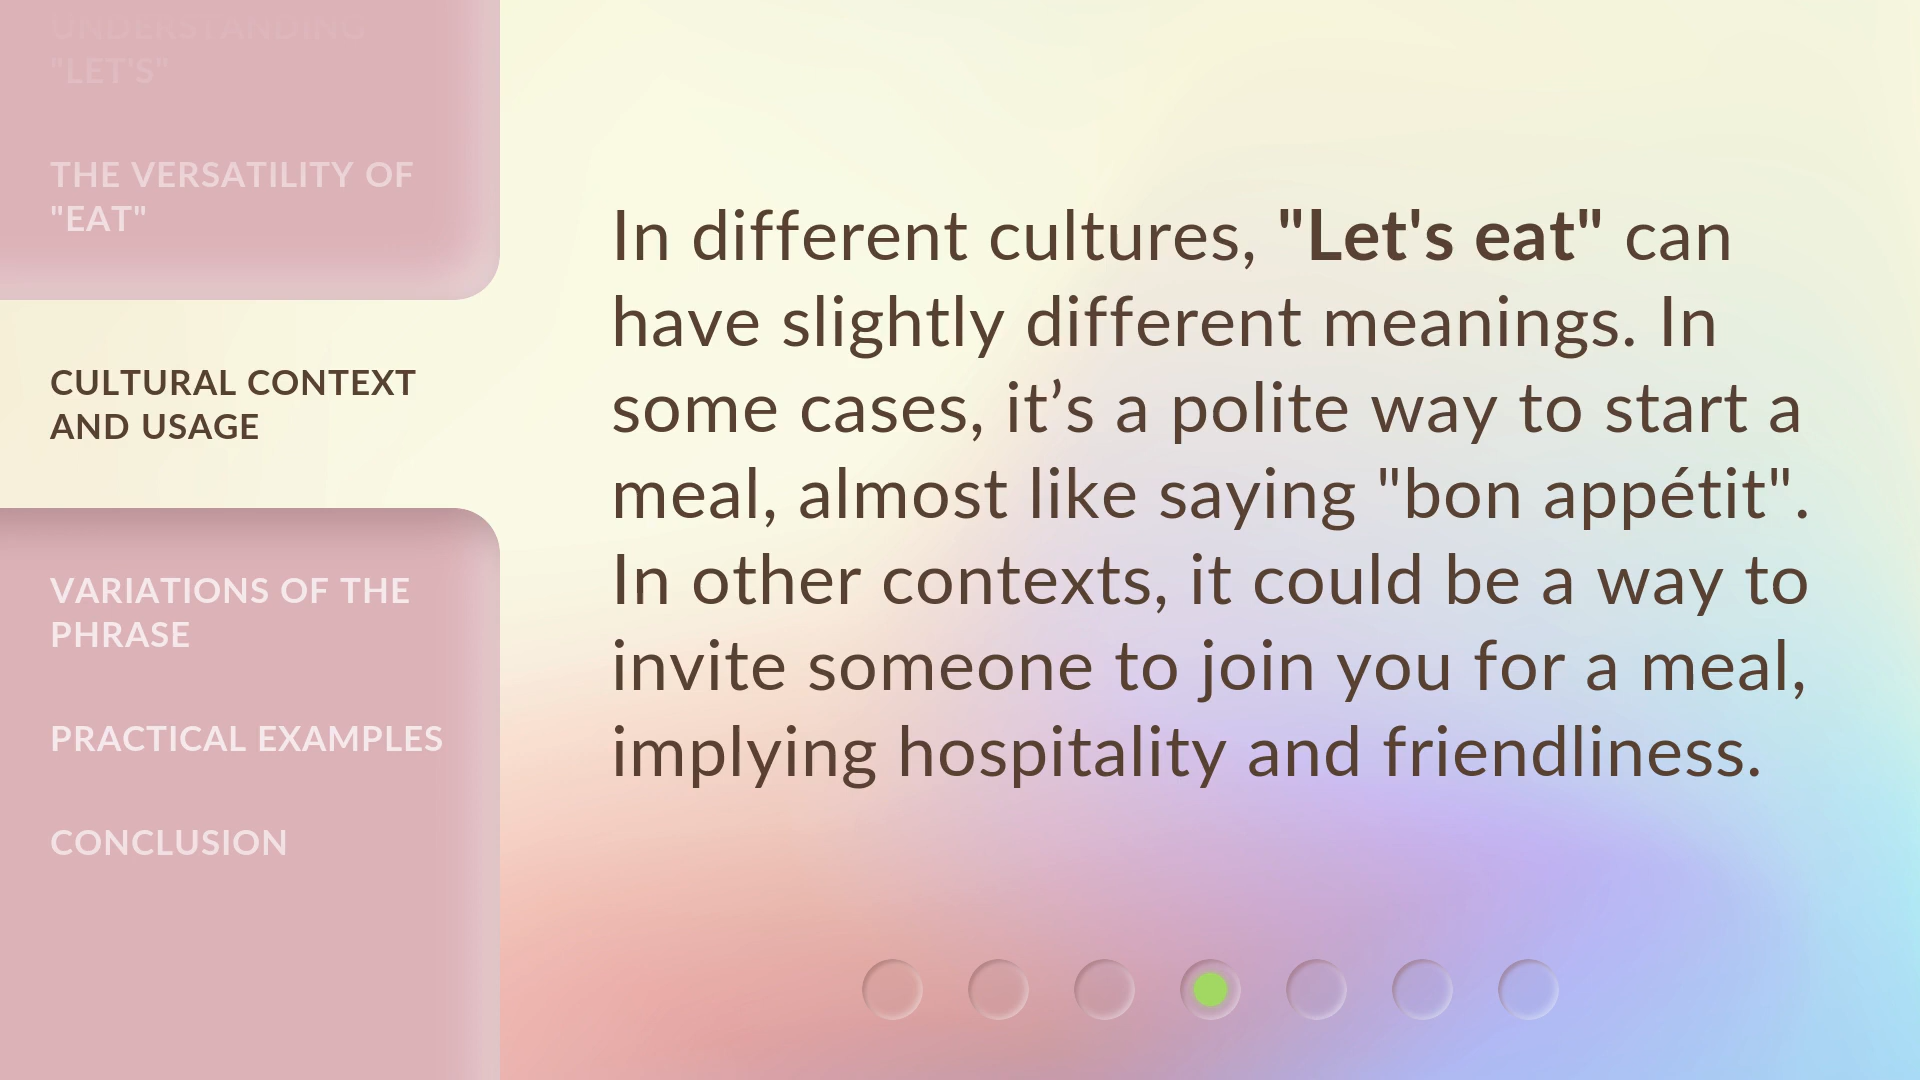 UNDERSTANDING
"LET'S"
THE VERSATILITY OF
"EAT"
CULTURAL CONTEXT
AND USAGE
VARIATIONS OF THE
PHRASE
PRACTICAL EXAMPLES
CONCLUSION
In different cultures, "Let's eat" can
have slightly different meanings. In
some cases, it’s a polite way to start a
meal, almost like saying "bon appétit".
In other contexts, it could be a way to
invite someone to join you for a meal,
implying hospitality and friendliness.